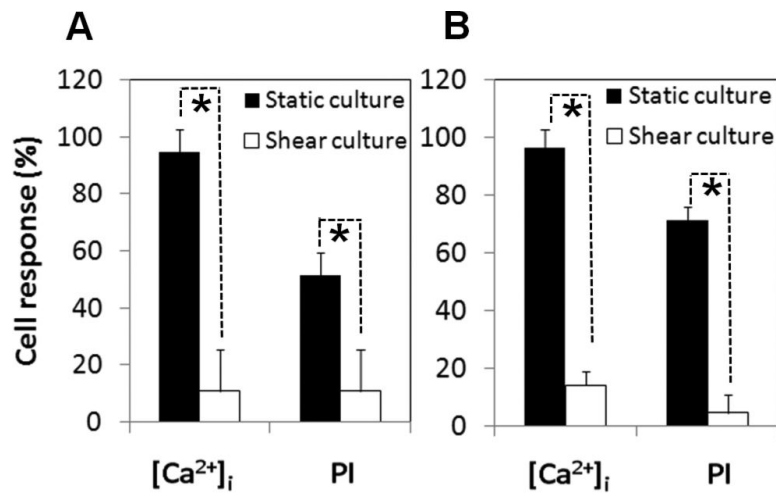 A
B
Cell response (%)
120
100
80
60
40
20
0
Static culture
Shear culture
*
*
[Ca²⁺]ᵢ
PI
120
100
80
60
40
20
0
Static culture
Shear culture
*
*
[Ca²⁺]ᵢ
PI